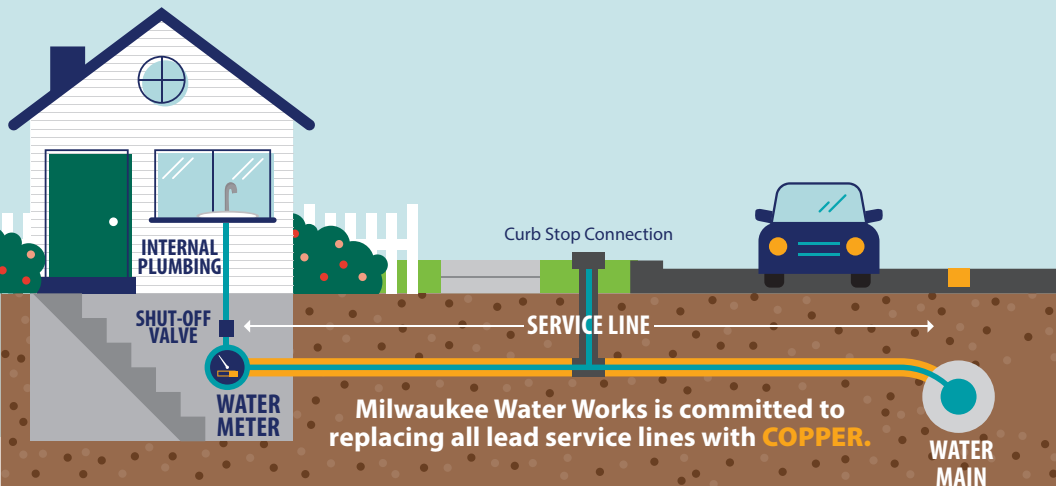 Curb Stop Connection
INTERNAL
PLUMBING
SHUT-OFF
VALVE
SERVICE LINE
WATER
METER
Milwaukee Water Works is committed to
replacing all lead service lines with COPPER.
WATER
MAIN